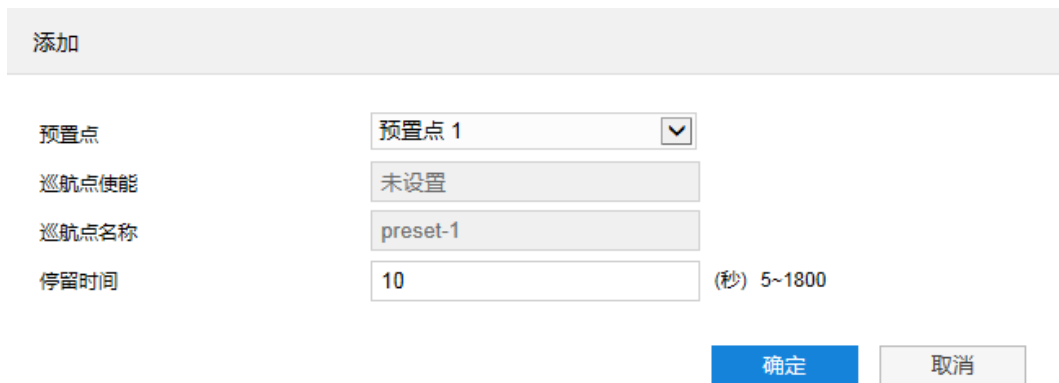 添加
预置点 预置点 1
巡航点使能 未设置
巡航点名称 preset-1
停留时间 10 (秒) 5~1800
确定 取消